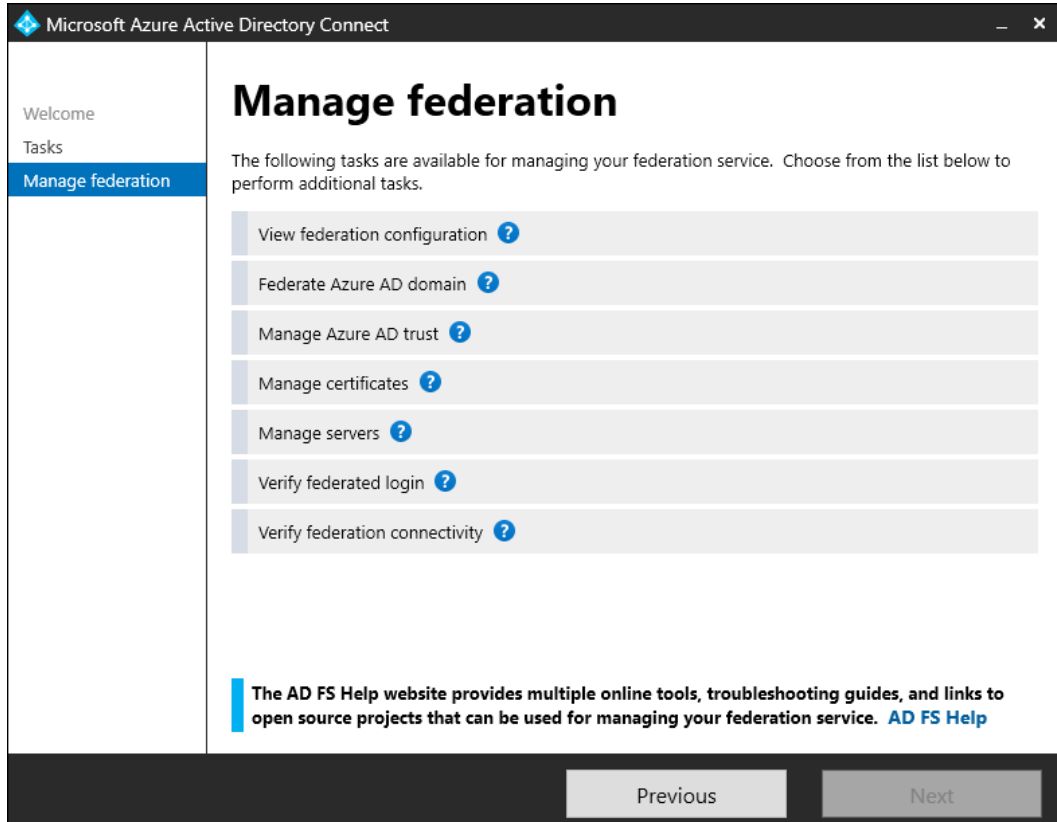 Microsoft Azure Active Directory Connect
Welcome
Tasks
Manage federation
Manage federation
The following tasks are available for managing your federation service. Choose from the list below to
perform additional tasks.
View federation configuration ?
Federate Azure AD domain ?
Manage Azure AD trust ?
Manage certificates ?
Manage servers ?
Verify federated login ?
Verify federation connectivity ?
The AD FS Help website provides multiple online tools, troubleshooting guides, and links to
open source projects that can be used for managing your federation service. AD FS Help
Previous
Next